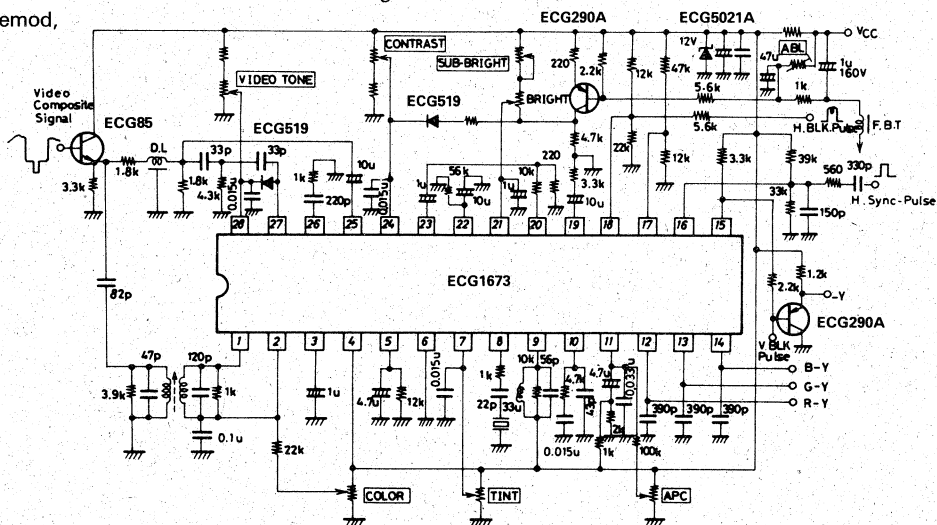 emod,
ECG290A
ECG5021A
VCC
12V
47u
ABL
1u
160V
CONTRAST
220
2.2k
12k
47k
SUB-BRIGHT
VIDEO TONE
5.6k
1k
BRIGHT
Video
Composite
Signal
ECG519
5.6k
H.BLK.Pulse
F.B.T
ECG85
ECG519
D.L
33p
33p
4.7k
22k
12k
3.3k
39k
560
330p
H.Sync-Pulse
1.8k
3.3k
1.8k
4.3k
0.015u
1k
220p
10u
0.015u
1u
56k
10u
1u
10k
220
3.3k
10u
33k
150p
28
27
26
25
24
23
22
21
20
19
18
17
16
15
ECG1673
82p
1.2k
2.2k
-Y
ECG290A
V.BLK
Pulse
1
2
3
4
5
6
7
8
9
10
11
12
13
14
B-Y
G-Y
R-Y
47p
120p
3.9k
1k
0.1u
22k
1u
4.7u
12k
0.015u
1k
22p
33u
10k
56p
4.7k
43p
0.015u
4.7u
0.033u
2k
1k
100k
390p
390p
390p
COLOR
TINT
APC